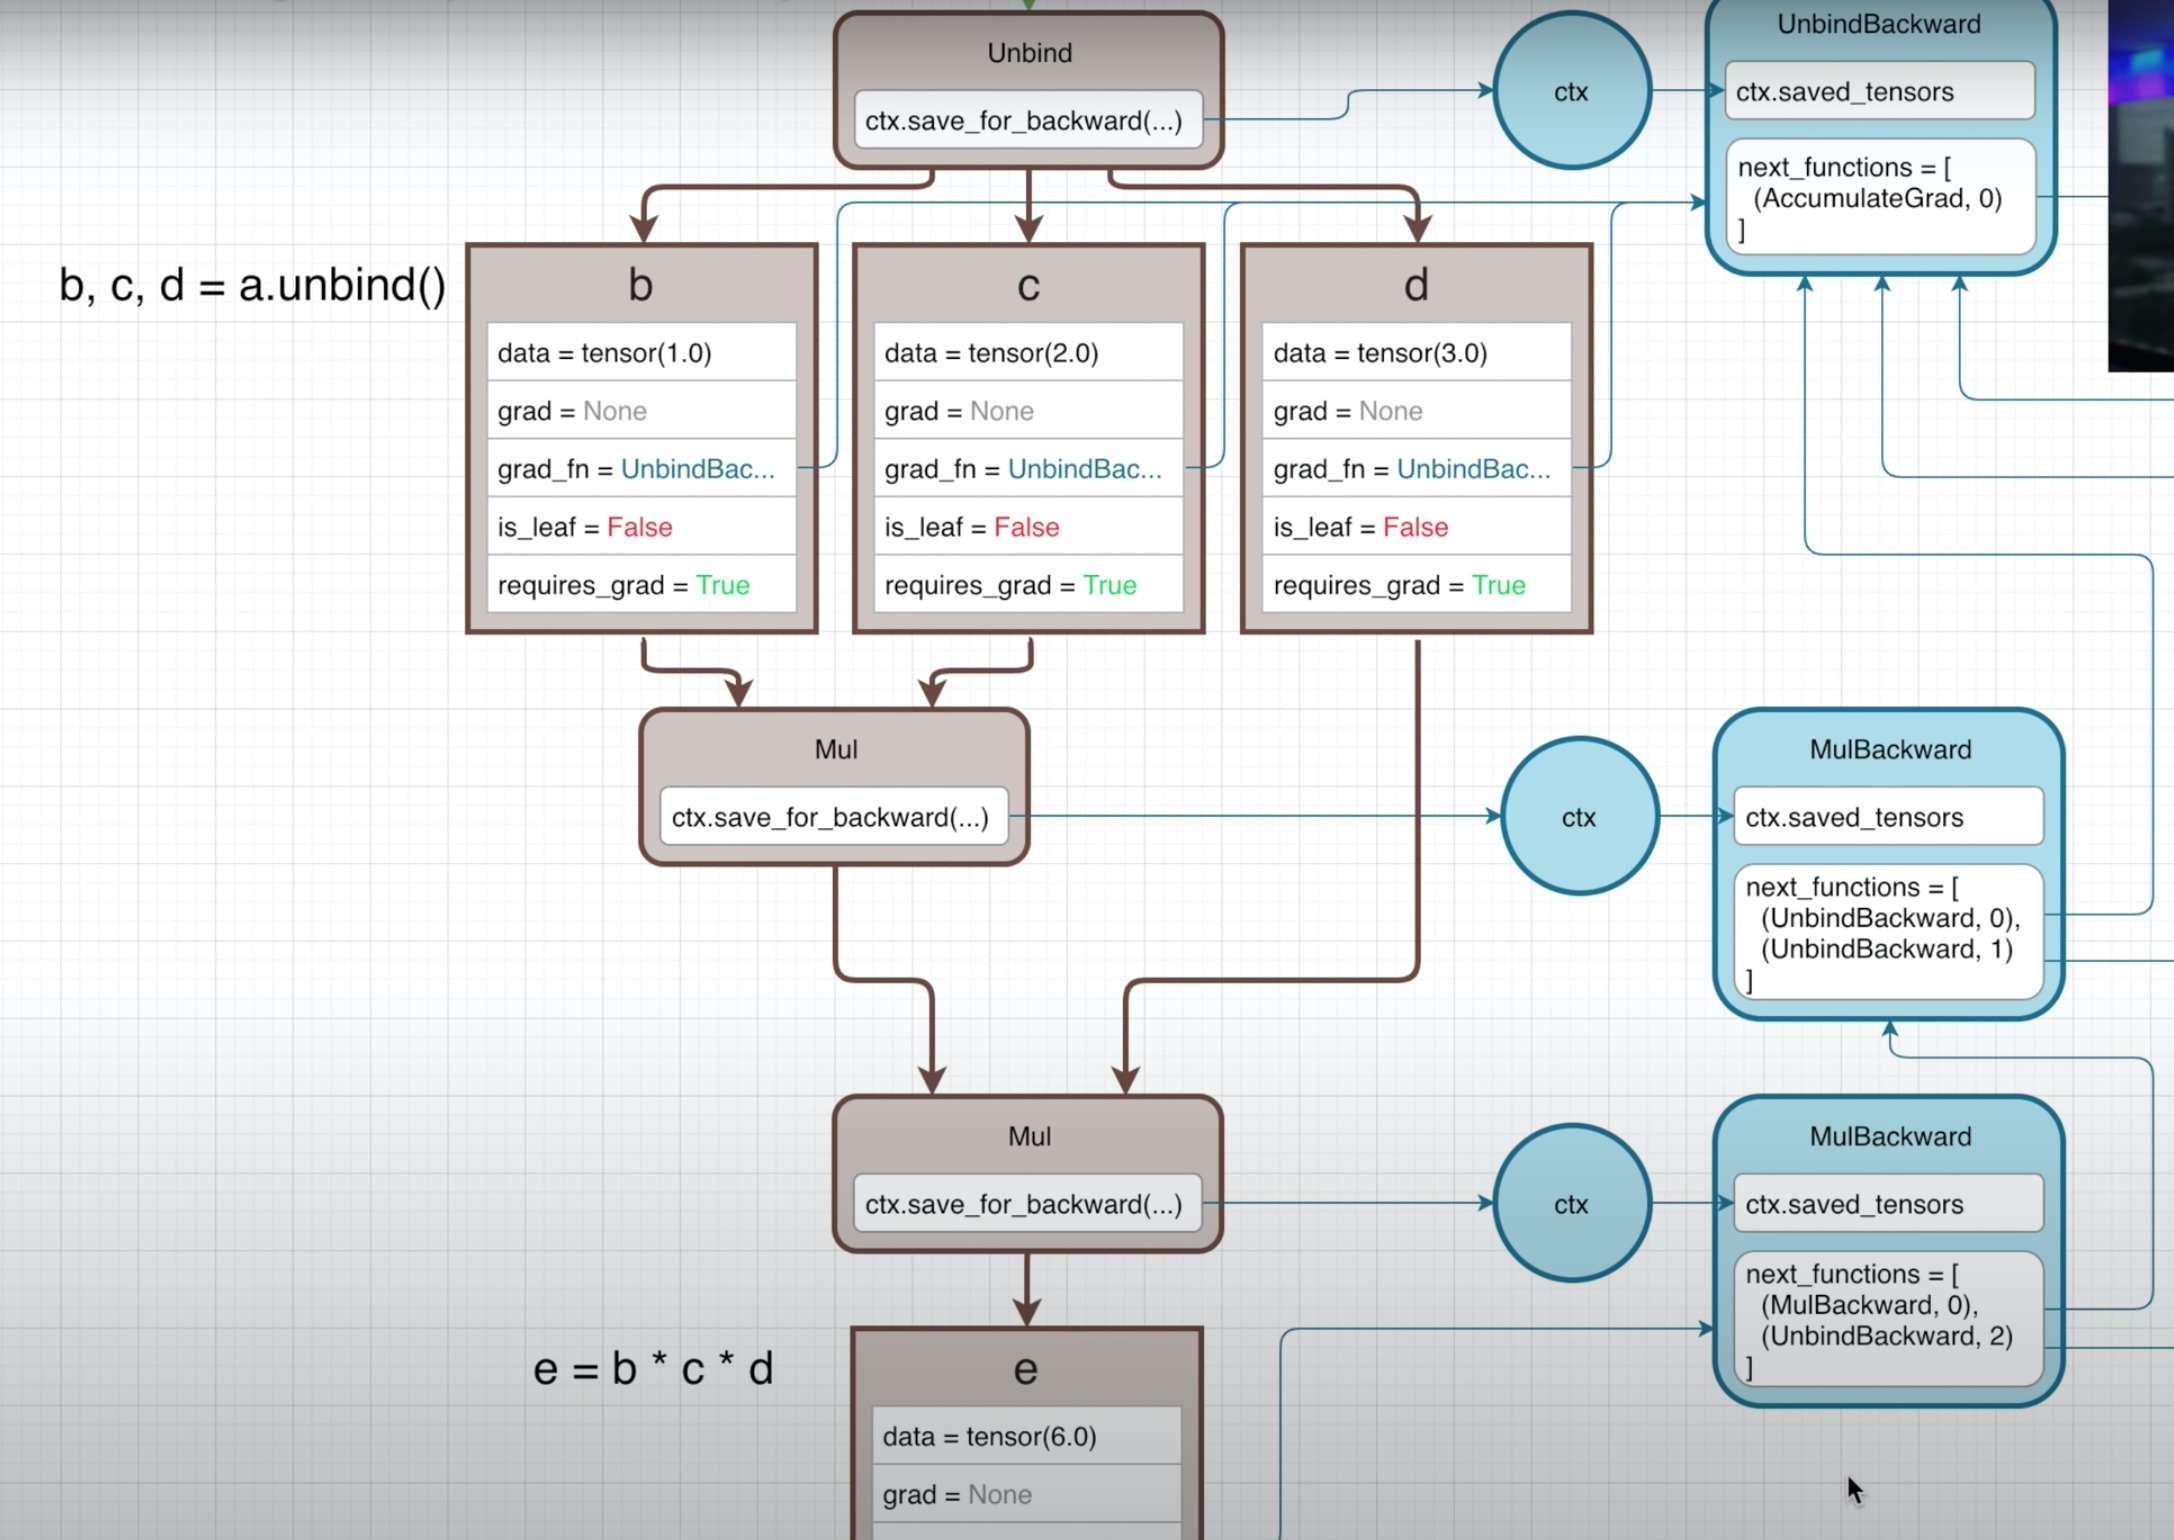 Unbind
ctx.save_for_backward(...)
ctx
UnbindBackward
ctx.saved_tensors
next_functions = [
(AccumulateGrad, 0)
]
b, c, d = a.unbind()
b
data = tensor(1.0)
grad = None
grad_fn = UnbindBac...
is_leaf = False
requires_grad = True
c
data = tensor(2.0)
grad = None
grad_fn = UnbindBac...
is_leaf = False
requires_grad = True
d
data = tensor(3.0)
grad = None
grad_fn = UnbindBac...
is_leaf = False
requires_grad = True
Mul
ctx.save_for_backward(...)
ctx
MulBackward
ctx.saved_tensors
next_functions = [
(UnbindBackward, 0),
(UnbindBackward, 1)
]
Mul
ctx.save_for_backward(...)
ctx
MulBackward
ctx.saved_tensors
next_functions = [
(MulBackward, 0),
(UnbindBackward, 2)
]
e = b * c * d
e
data = tensor(6.0)
grad = None